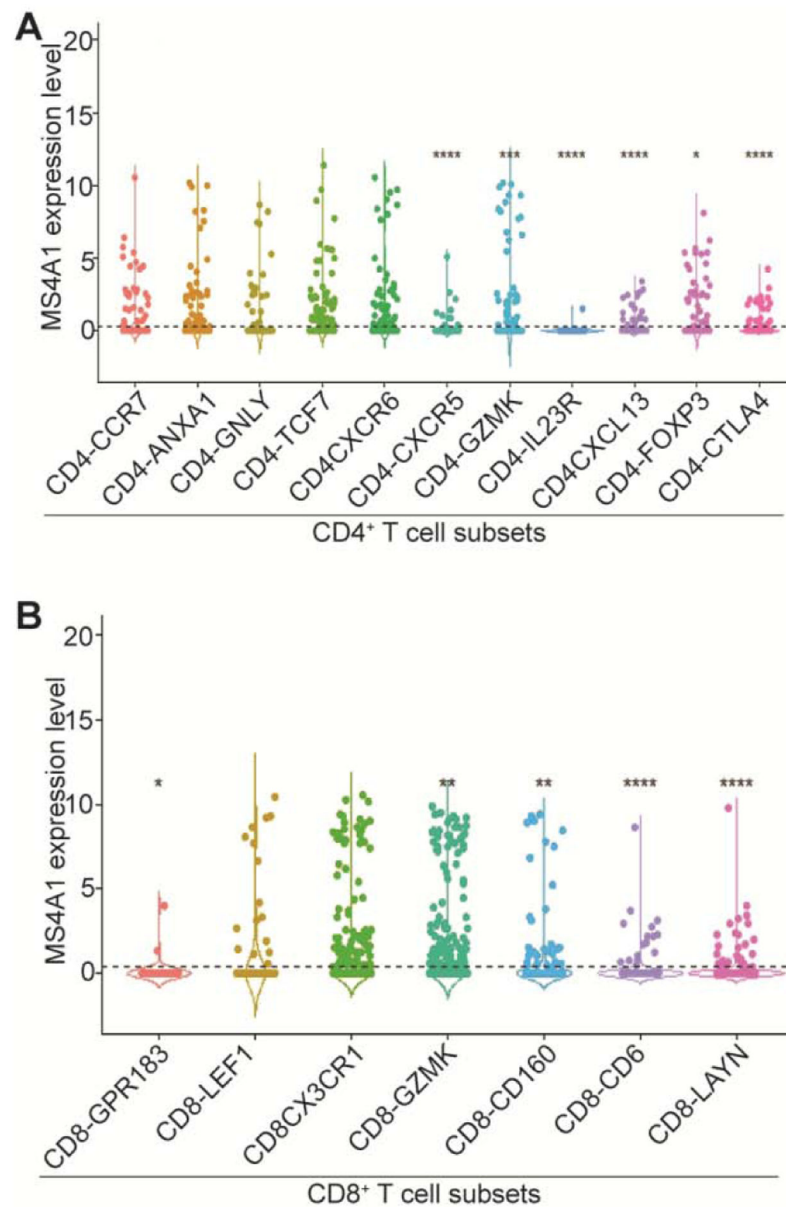 A
MS4A1 expression level
20
15
10
5
0
**** *** **** **** * ****
CD4-CCR7
CD4-ANXA1
CD4-GNLY
CD4-TCF7
CD4CXCR6
CD4-CXCR5
CD4-GZMK
CD4-IL23R
CD4CXCL13
CD4-FOXP3
CD4-CTLA4
CD4⁺ T cell subsets
B
MS4A1 expression level
20
15
10
5
0
* ** ** **** ****
CD8-GPR183
CD8-LEF1
CD8CX3CR1
CD8-GZMK
CD8-CD160
CD8-CD6
CD8-LAYN
CD8⁺ T cell subsets